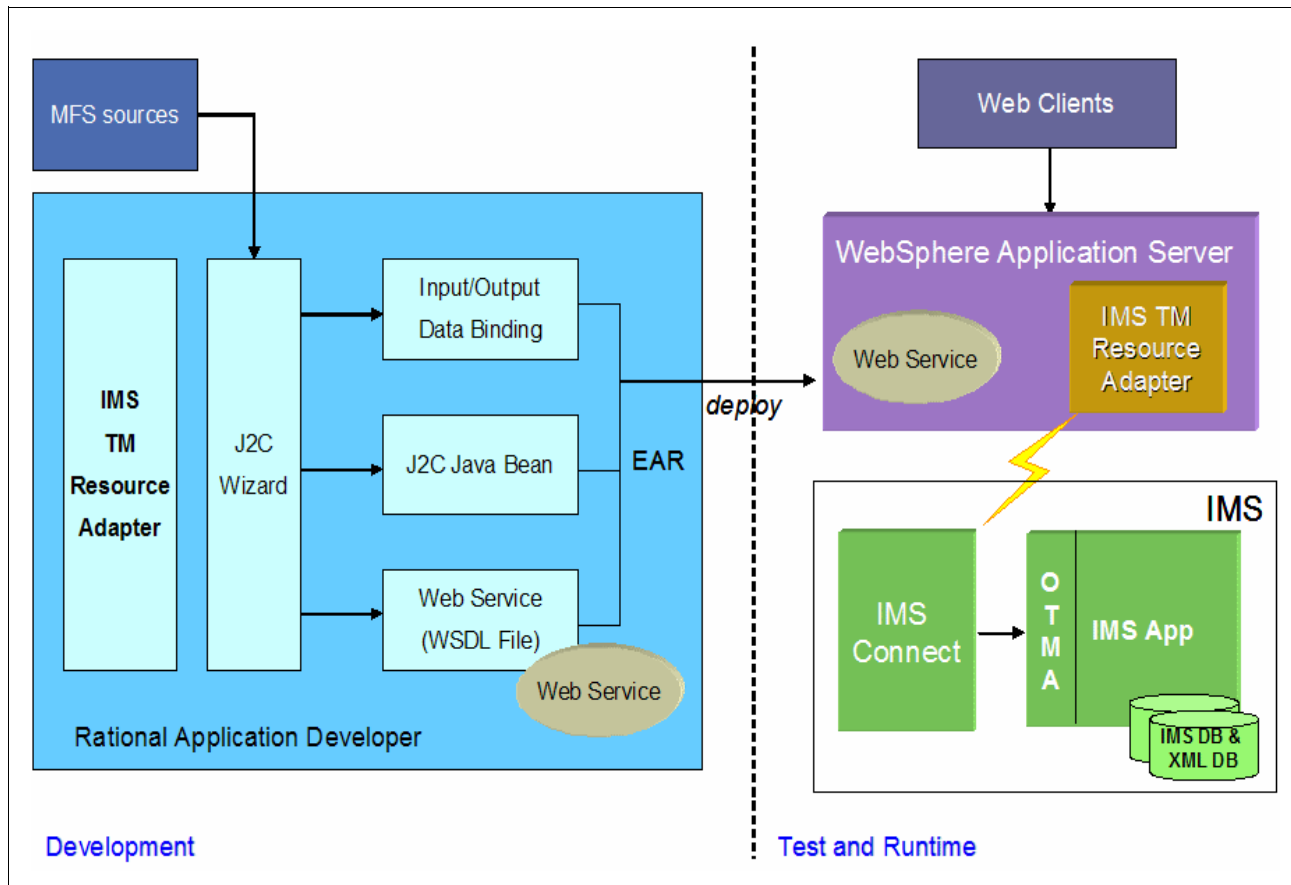 MFS sources
IMS
TM
Resource
Adapter
J2C
Wizard
Input/Output
Data Binding
J2C Java Bean
Web Service
(WSDL File)
Web Service
EAR
Rational Application Developer
deploy
Web Clients
WebSphere Application Server
Web Service
IMS TM
Resource
Adapter
IMS
IMS
Connect
O
T
M
A
IMS App
IMS DB &
XML DB
Development
Test and Runtime